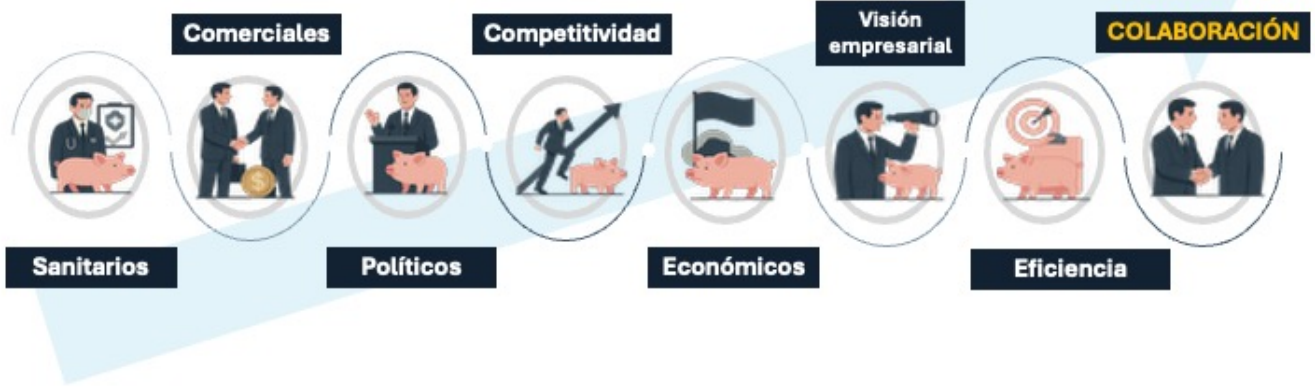 Sanitarios
Comerciales
Políticos
Competitividad
Económicos
Visión
empresarial
Eficiencia
COLABORACIÓN
$